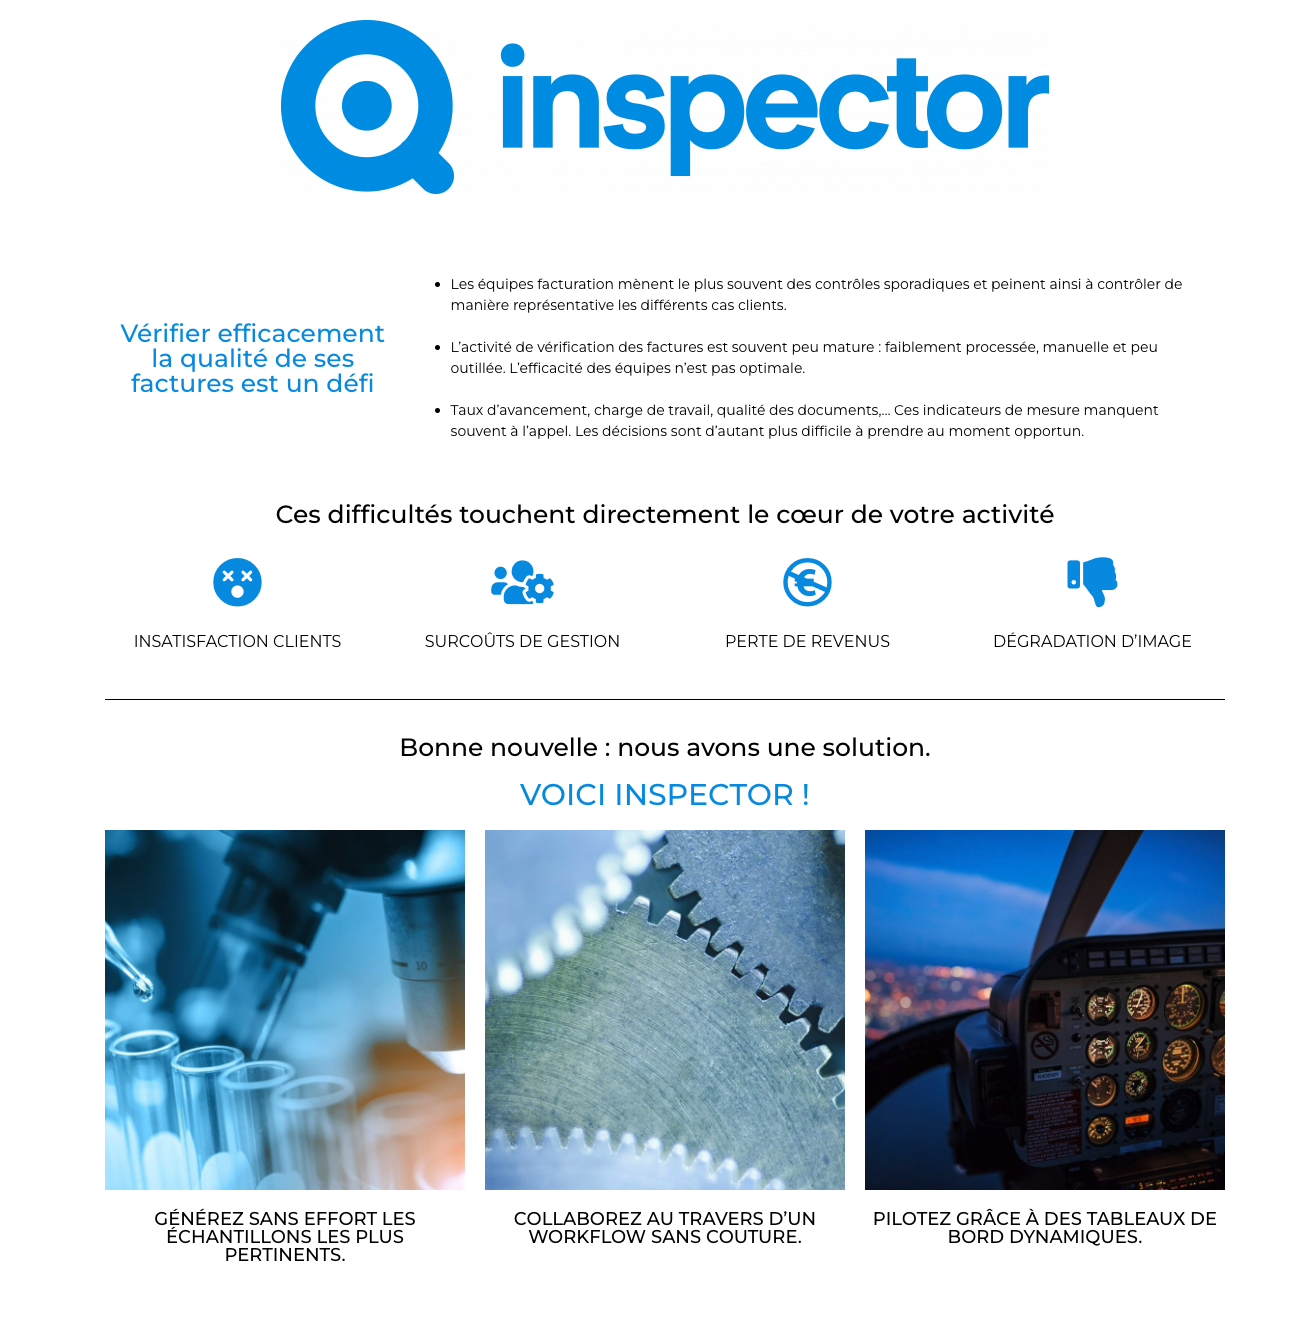 inspector
Vérifier efficacement
la qualité de ses
factures est un défi
Les équipes facturation mènent le plus souvent des contrôles sporadiques et peinent ainsi à contrôler de
manière représentative les différents cas clients.
L’activité de vérification des factures est souvent peu mature : faiblement processée, manuelle et peu
outillée. L’efficacité des équipes n’est pas optimale.
Taux d’avancement, charge de travail, qualité des documents,... Ces indicateurs de mesure manquent
souvent à l’appel. Les décisions sont d’autant plus difficile à prendre au moment opportun.
Ces difficultés touchent directement le cœur de votre activité
INSATISFACTION CLIENTS
SURCOÛTS DE GESTION
PERTE DE REVENUS
DÉGRADATION D’IMAGE
Bonne nouvelle : nous avons une solution.
VOICI INSPECTOR !
10
GÉNÉREZ SANS EFFORT LES
ÉCHANTILLONS LES PLUS
PERTINENTS.
COLLABOREZ AU TRAVERS D’UN
WORKFLOW SANS COUTURE.
PILOTEZ GRÂCE À DES TABLEAUX DE
BORD DYNAMIQUES.